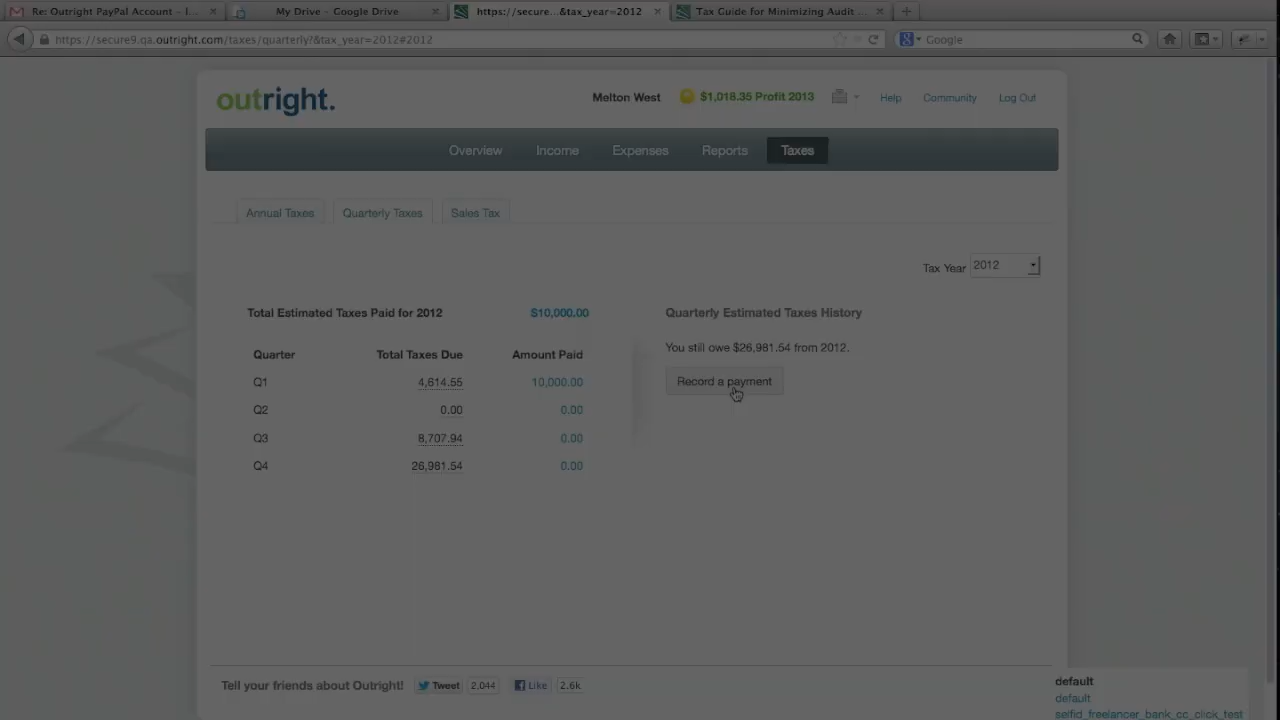 Re: Outright PayPal Account – I... × My Drive – Google Drive × https://secure...&tax_year=2012 × Tax Guide for Minimizing Audit ... × +
https://secure9.qa.outright.com/taxes/quarterly?&tax_year=2012#2012 Google
outright. Melton West $1,018.35 Profit 2013 Help Community Log Out
Overview Income Expenses Reports Taxes
Annual Taxes Quarterly Taxes Sales Tax
Tax Year 2012
Total Estimated Taxes Paid for 2012 $10,000.00 Quarterly Estimated Taxes History
Quarter Total Taxes Due Amount Paid You still owe $26,981.54 from 2012.
Q1 4,614.55 10,000.00 Record a payment
Q2 0.00 0.00
Q3 8,707.94 0.00
Q4 26,981.54 0.00
Tell your friends about Outright! Tweet 2,044 Like 2.6k
default
default
selfid_freelancer_bank_cc_click_test